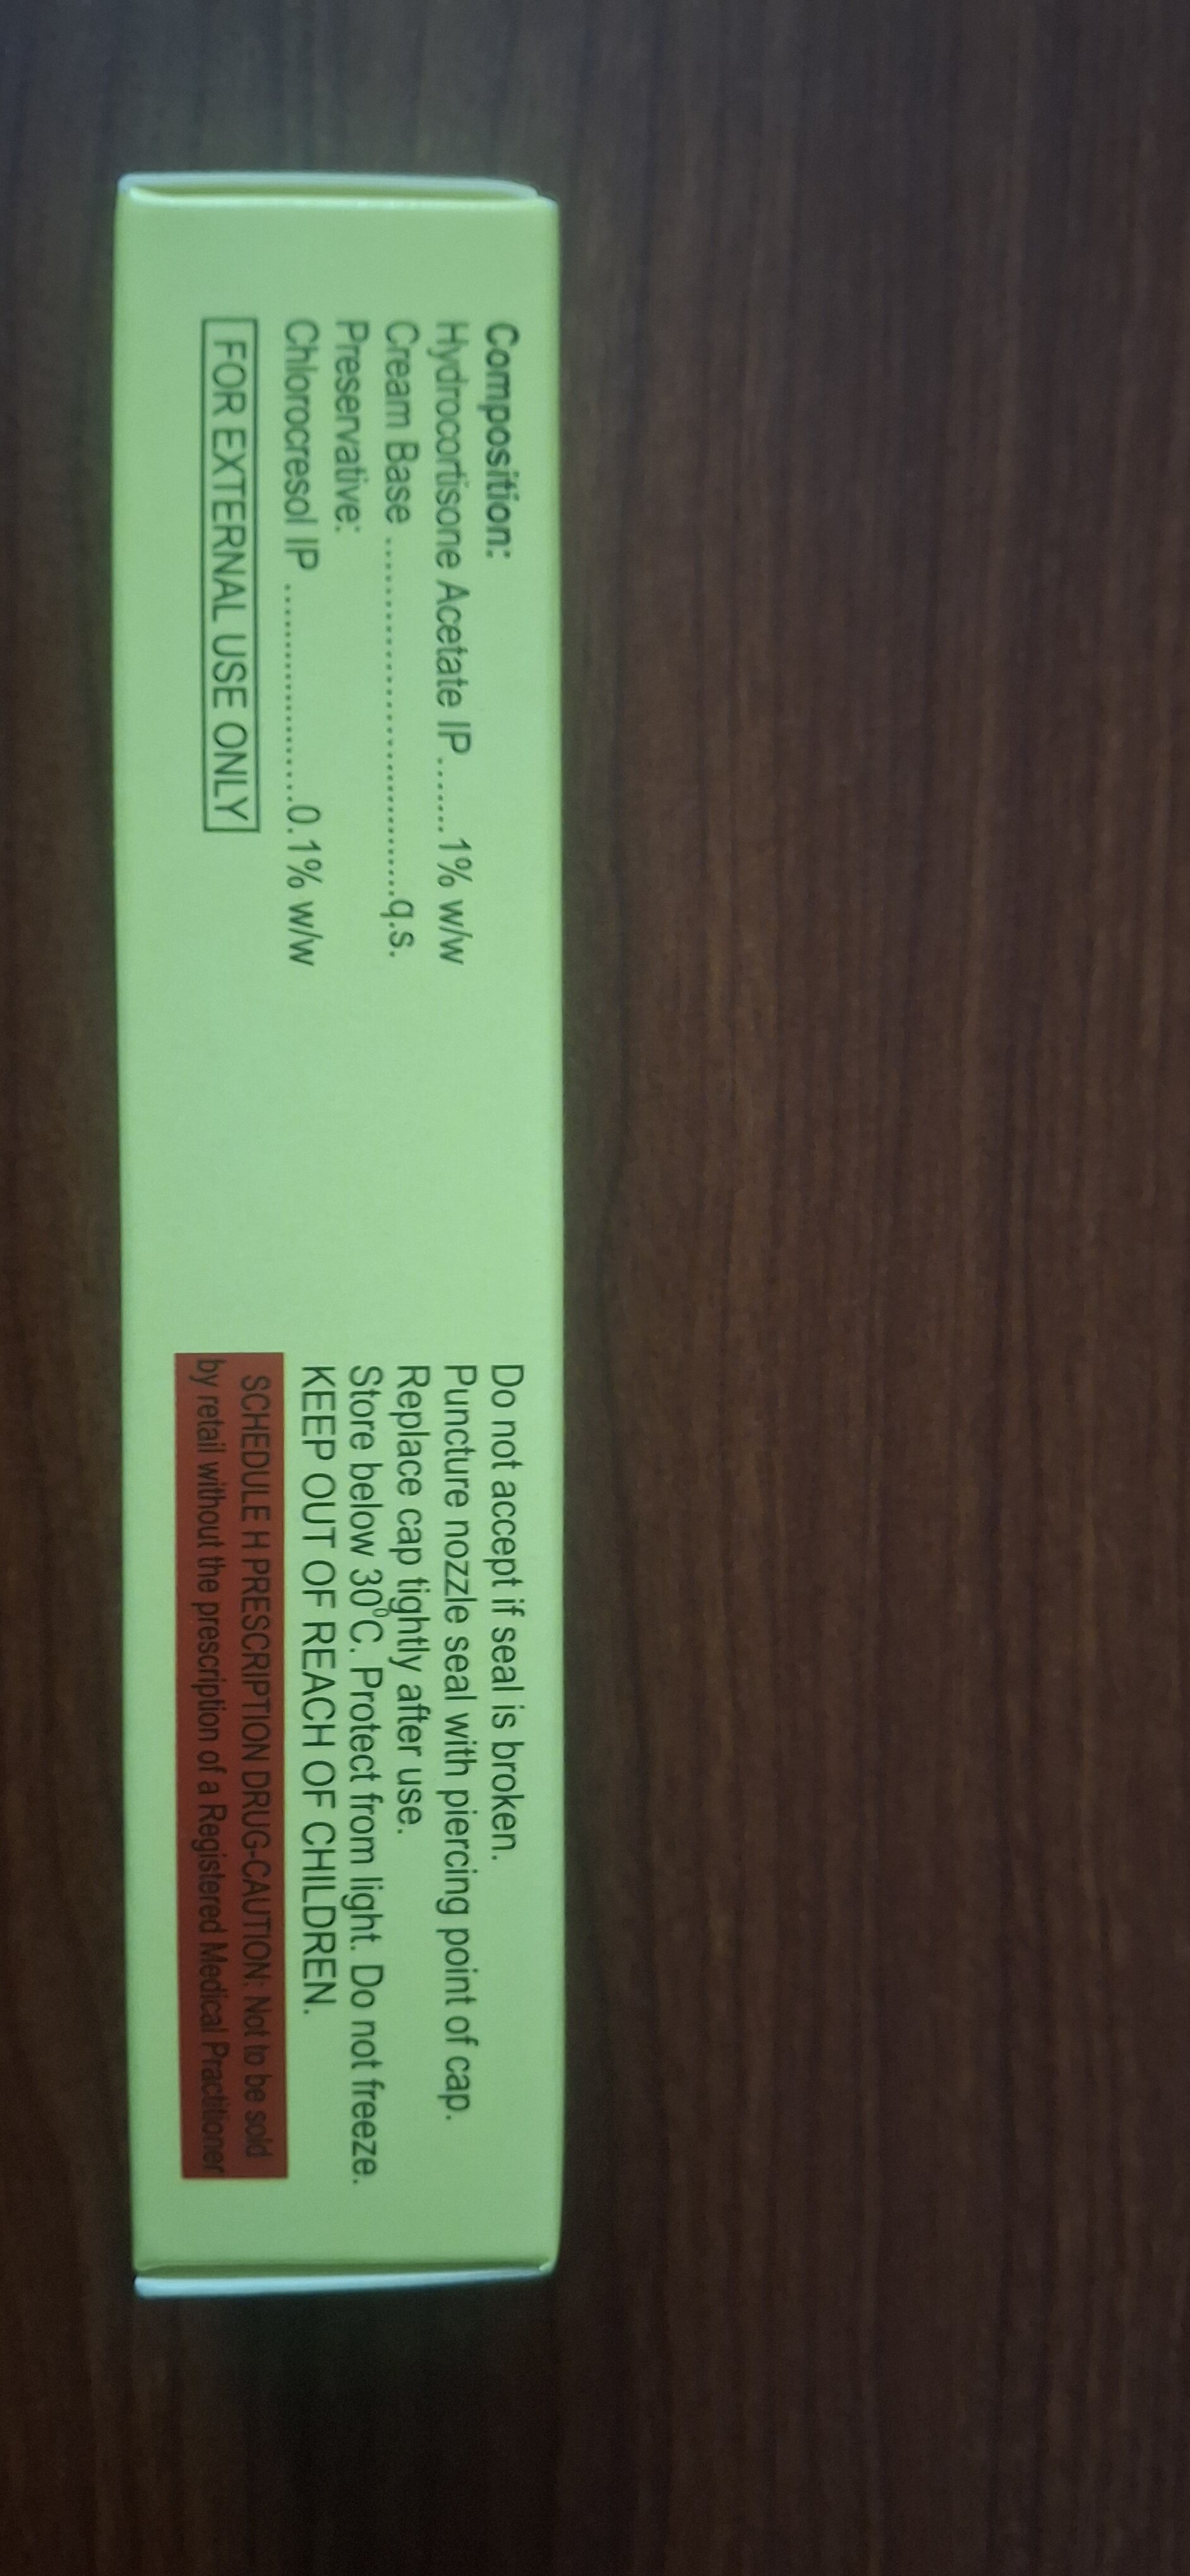 Composition:
Hydrocortisone Acetate IP.......1% w/w
Cream Base ....................................q.s.
Preservative:
Chlorocresol IP ......................0.1% w/w
FOR EXTERNAL USE ONLY
Do not accept if seal is broken.
Puncture nozzle seal with piercing point of cap.
Replace cap tightly after use.
Store below 30⁰C. Protect from light. Do not freeze.
KEEP OUT OF REACH OF CHILDREN.
SCHEDULE H PRESCRIPTION DRUG-CAUTION: Not to be sold
by retail without the prescription of a Registered Medical Practitioner